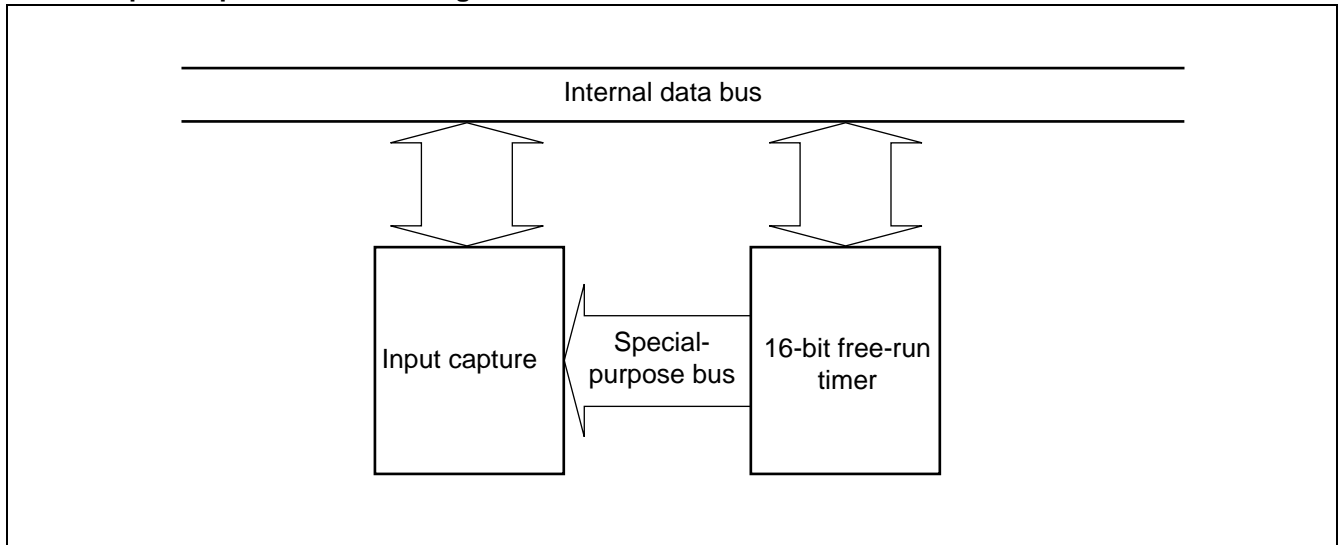 Internal data bus
Input capture
Special-
purpose bus
16-bit free-run
timer